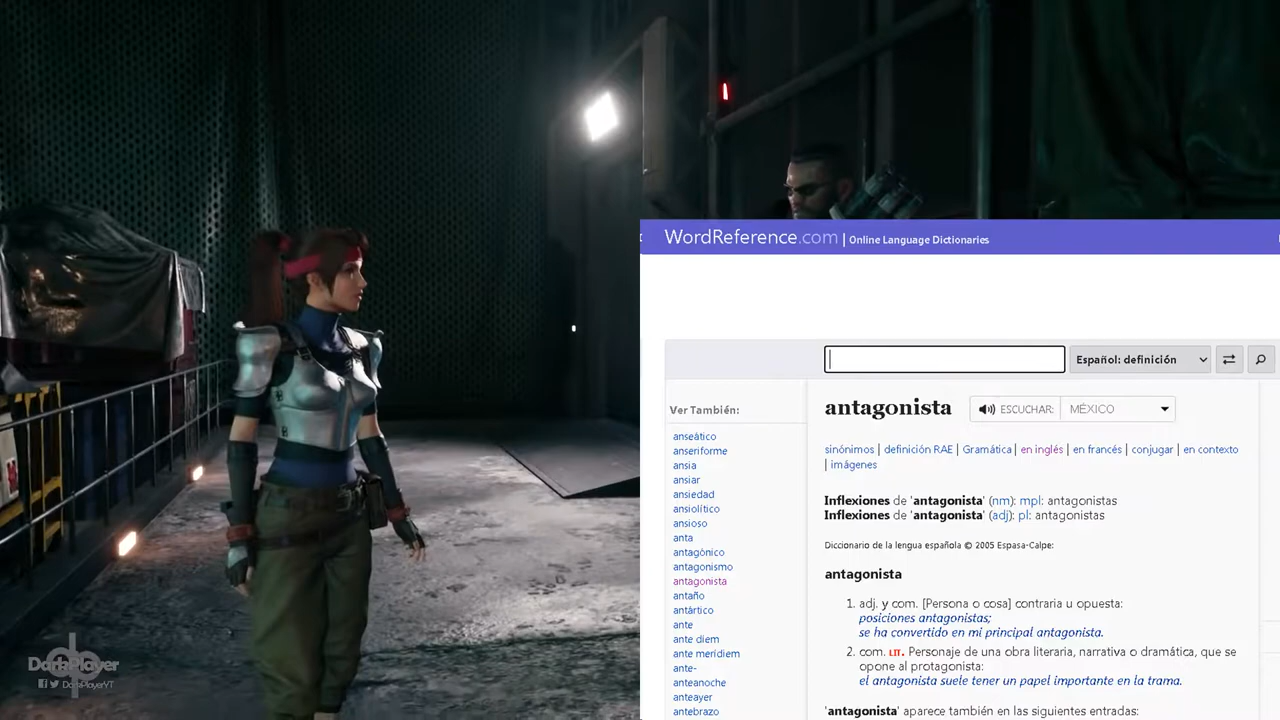 WordReference.com | Online Language Dictionaries
Español: definición
Ver También:
anseático
anseriforme
ansia
ansiar
ansiedad
ansiolítico
ansioso
anta
antagónico
antagonismo
antagonista
antaño
antártico
ante
ante diem
ante merídiem
ante-
anteanoche
anteayer
antebrazo
antagonista
ESCUCHAR:
MÉXICO
sinónimos | definición RAE | Gramática | en inglés | en francés | conjugar | en contexto
| imágenes
Inflexiones de 'antagonista' (nm): mpl: antagonistas
Inflexiones de 'antagonista' (adj): pl: antagonistas
Diccionario de la lengua española © 2005 Espasa-Calpe:
antagonista
1. adj. y com. [Persona o cosa] contraria u opuesta:
posiciones antagonistas;
se ha convertido en mi principal antagonista.
2. com. LIT. Personaje de una obra literaria, narrativa o dramática, que se
opone al protagonista:
el antagonista suele tener un papel importante en la trama.
'antagonista' aparece también en las siguientes entradas:
DarkPlayer
DarkPlayerYT